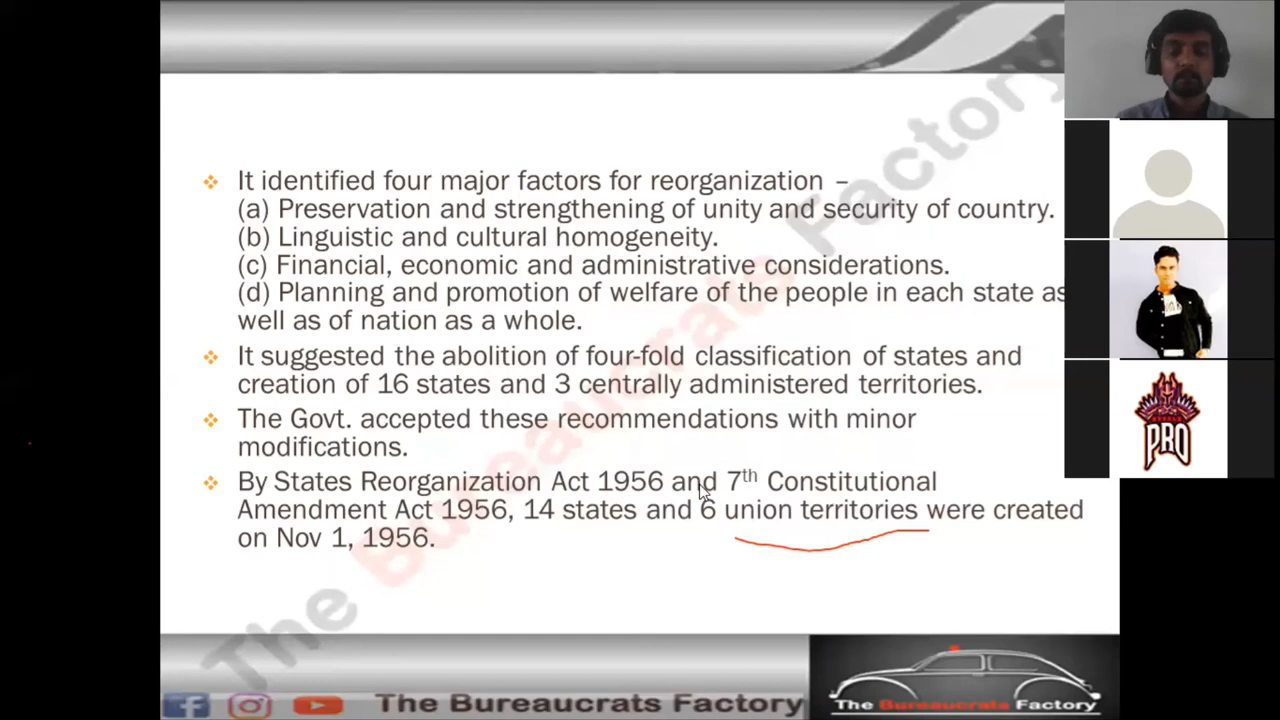 ❖ It identified four major factors for reorganization –
(a) Preservation and strengthening of unity and security of country.
(b) Linguistic and cultural homogeneity.
(c) Financial, economic and administrative considerations.
(d) Planning and promotion of welfare of the people in each state as
well as of nation as a whole.
❖ It suggested the abolition of four-fold classification of states and
creation of 16 states and 3 centrally administered territories.
❖ The Govt. accepted these recommendations with minor
modifications.
❖ By States Reorganization Act 1956 and 7th Constitutional
Amendment Act 1956, 14 states and 6 union territories were created
on Nov 1, 1956.
The Bureaucrats Factory
PRO
The Bureaucrats Factory
The Bureaucrats Factory